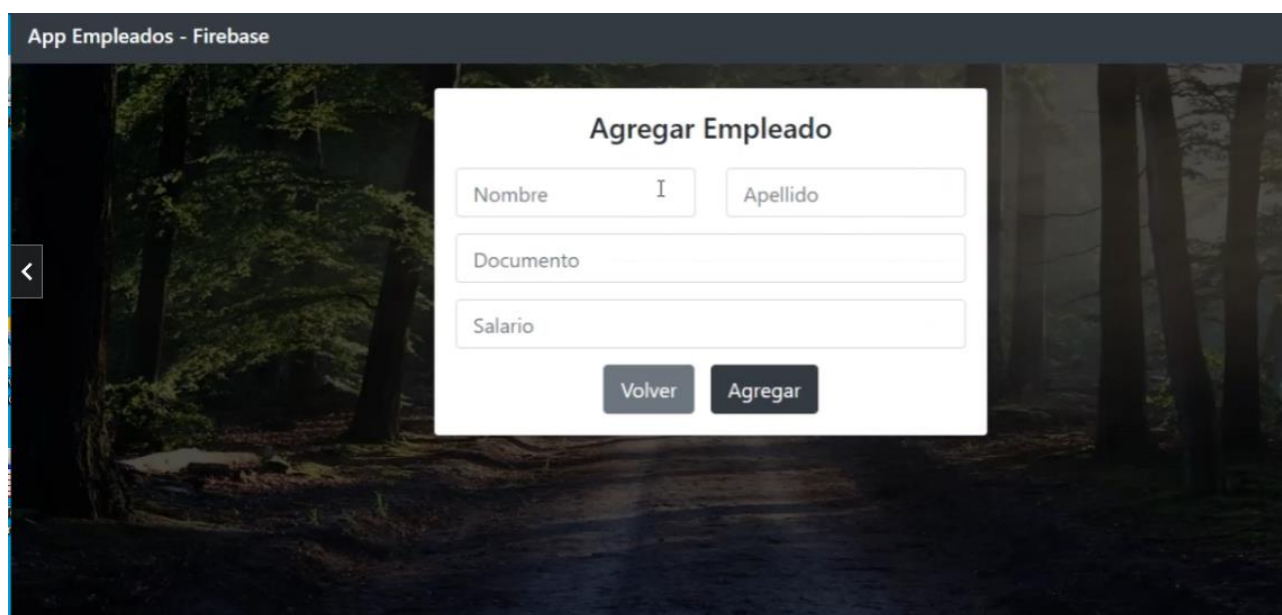 App Empleados - Firebase
Agregar Empleado
Nombre Apellido
Documento
Salario
Volver Agregar